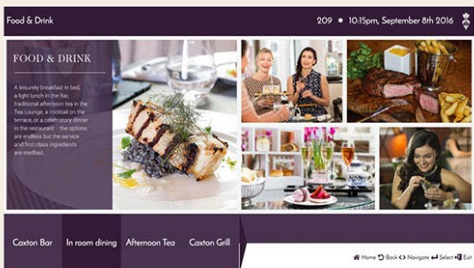 Food & Drink
209 10:15pm, September 8th 2016
FOOD & DRINK
A leisurely breakfast in bed,
a light lunch in the Bar,
traditional afternoon tea in the
Tea Lounge, a cocktail on the
terrace, or a celebratory dinner
in the restaurant - the options
are endless but the service
and first class ingredients
are steadfast.
Caxton Bar In room dining Afternoon Tea Caxton Grill
Home Back Navigate Select Exit